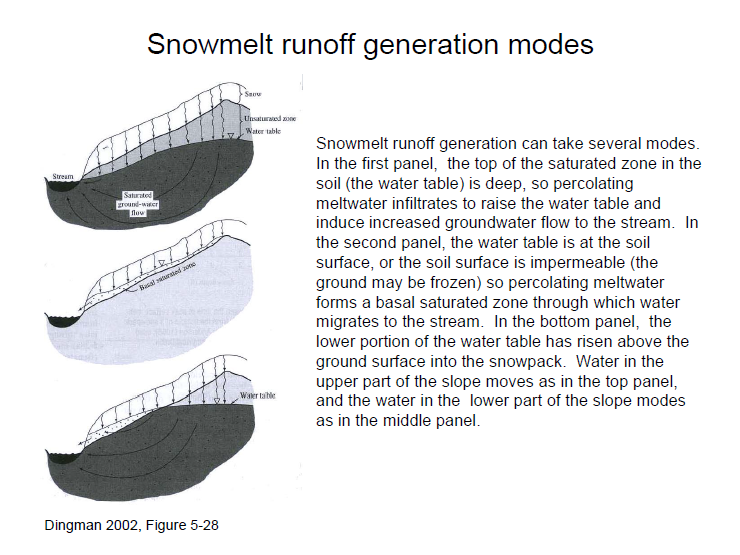 Snowmelt runoff generation modes
Snow
Unsaturated zone
Water table
Stream
Saturated
ground-water
flow
Basal saturated zone
Water table
Snowmelt runoff generation can take several modes.
In the first panel,  the top of the saturated zone in the
soil (the water table) is deep, so percolating
meltwater infiltrates to raise the water table and
induce increased groundwater flow to the stream.  In
the second panel, the water table is at the soil
surface, or the soil surface is impermeable (the
ground may be frozen) so percolating meltwater
forms a basal saturated zone through which water
migrates to the stream.  In the bottom panel,  the
lower portion of the water table has risen above the
ground surface into the snowpack.  Water in the
upper part of the slope moves as in the top panel,
and the water in the  lower part of the slope modes
as in the middle panel.
Dingman 2002, Figure 5-28